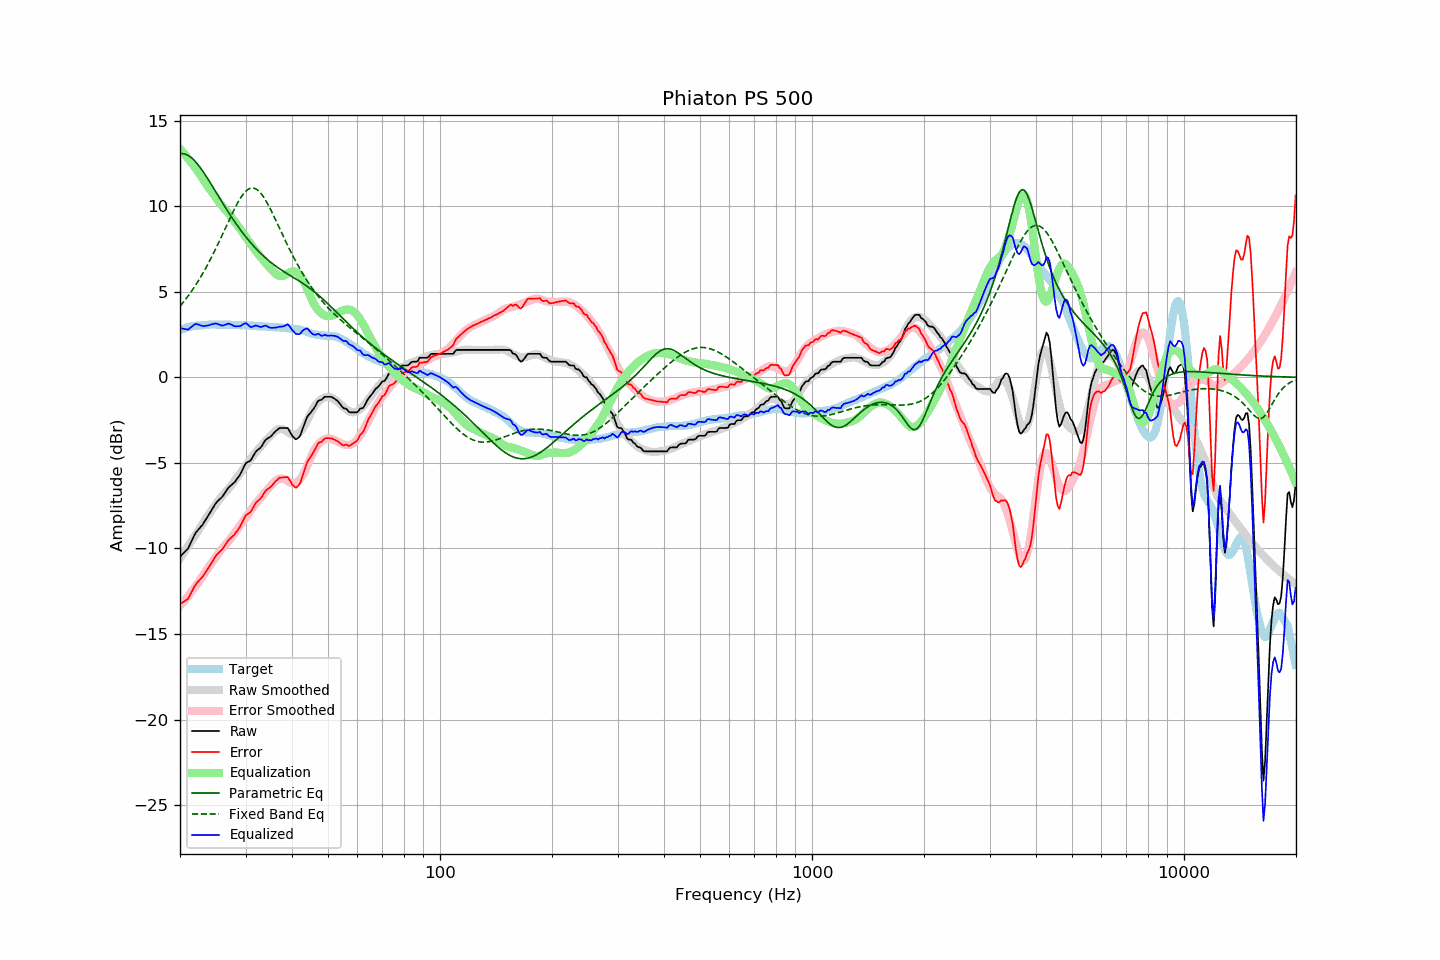 Phiaton PS 500
15
10
5
0
−5
−10
−15
−20
−25
Amplitude (dBr)
Target
Raw Smoothed
Error Smoothed
Raw
Error
Equalization
Parametric Eq
Fixed Band Eq
Equalized
100
1000
10000
Frequency (Hz)